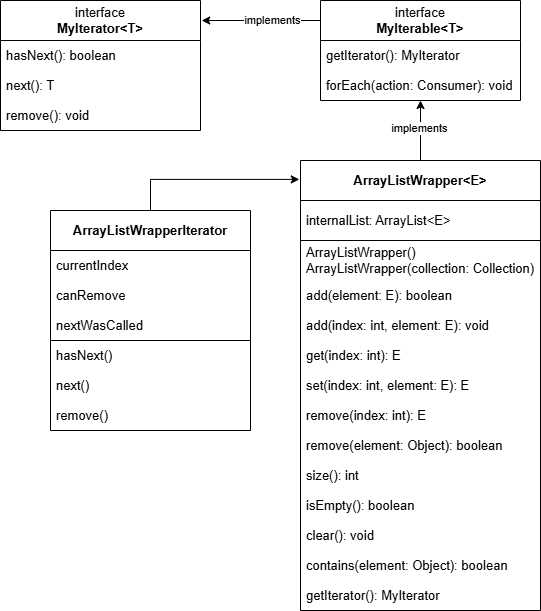 interface
MyIterator<T>
hasNext(): boolean
next(): T
remove(): void
implements
interface
MyIterable<T>
getIterator(): MyIterator
forEach(action: Consumer): void
implements
ArrayListWrapperIterator
currentIndex
canRemove
nextWasCalled
hasNext()
next()
remove()
ArrayListWrapper<E>
internalList: ArrayList<E>
ArrayListWrapper()
ArrayListWrapper(collection: Collection)
add(element: E): boolean
add(index: int, element: E): void
get(index: int): E
set(index: int, element: E): E
remove(index: int): E
remove(element: Object): boolean
size(): int
isEmpty(): boolean
clear(): void
contains(element: Object): boolean
getIterator(): MyIterator